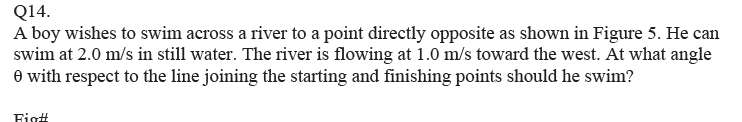 Q14.
A boy wishes to swim across a river to a point directly opposite as shown in Figure 5. He can
swim at 2.0 m/s in still water. The river is flowing at 1.0 m/s toward the west. At what angle
θ with respect to the line joining the starting and finishing points should he swim?
Fig#